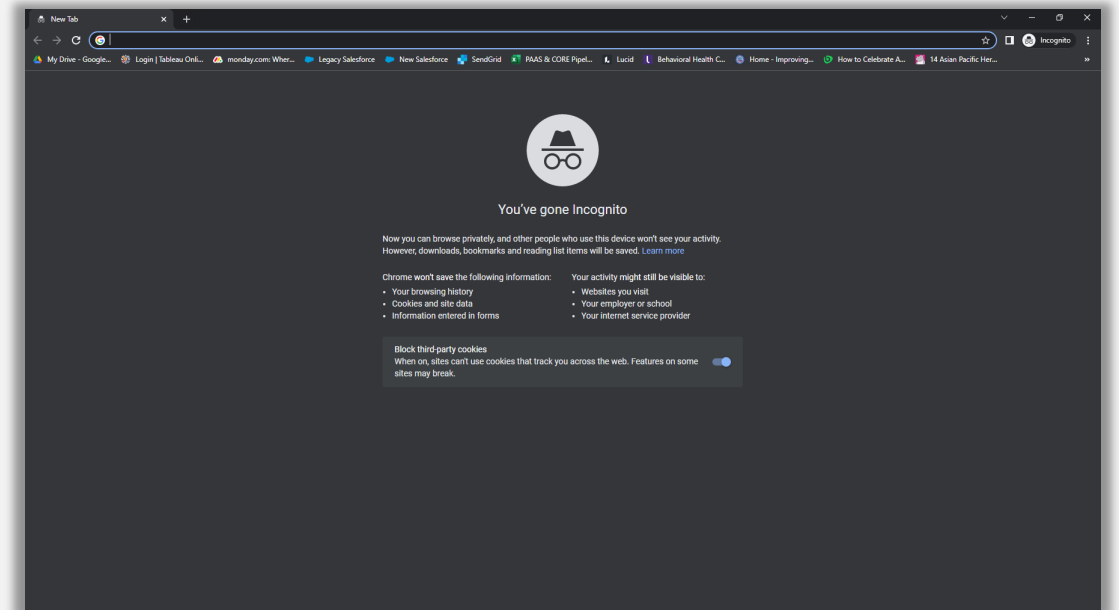 New Tab
Incognito
My Drive - Google...
Login | Tableau Onli...
monday.com: Wher...
Legacy Salesforce
New Salesforce
SendGrid
PAAS & CORE Pipel...
Lucid
Behavioral Health C...
Home - Improving...
How to Celebrate A...
14 Asian Pacific Her...
You've gone Incognito
Now you can browse privately, and other people who use this device won't see your activity.
However, downloads, bookmarks and reading list items will be saved. Learn more
Chrome won't save the following information:
• Your browsing history
• Cookies and site data
• Information entered in forms
Your activity might still be visible to:
• Websites you visit
• Your employer or school
• Your internet service provider
Block third-party cookies
When on, sites can't use cookies that track you across the web. Features on some
sites may break.